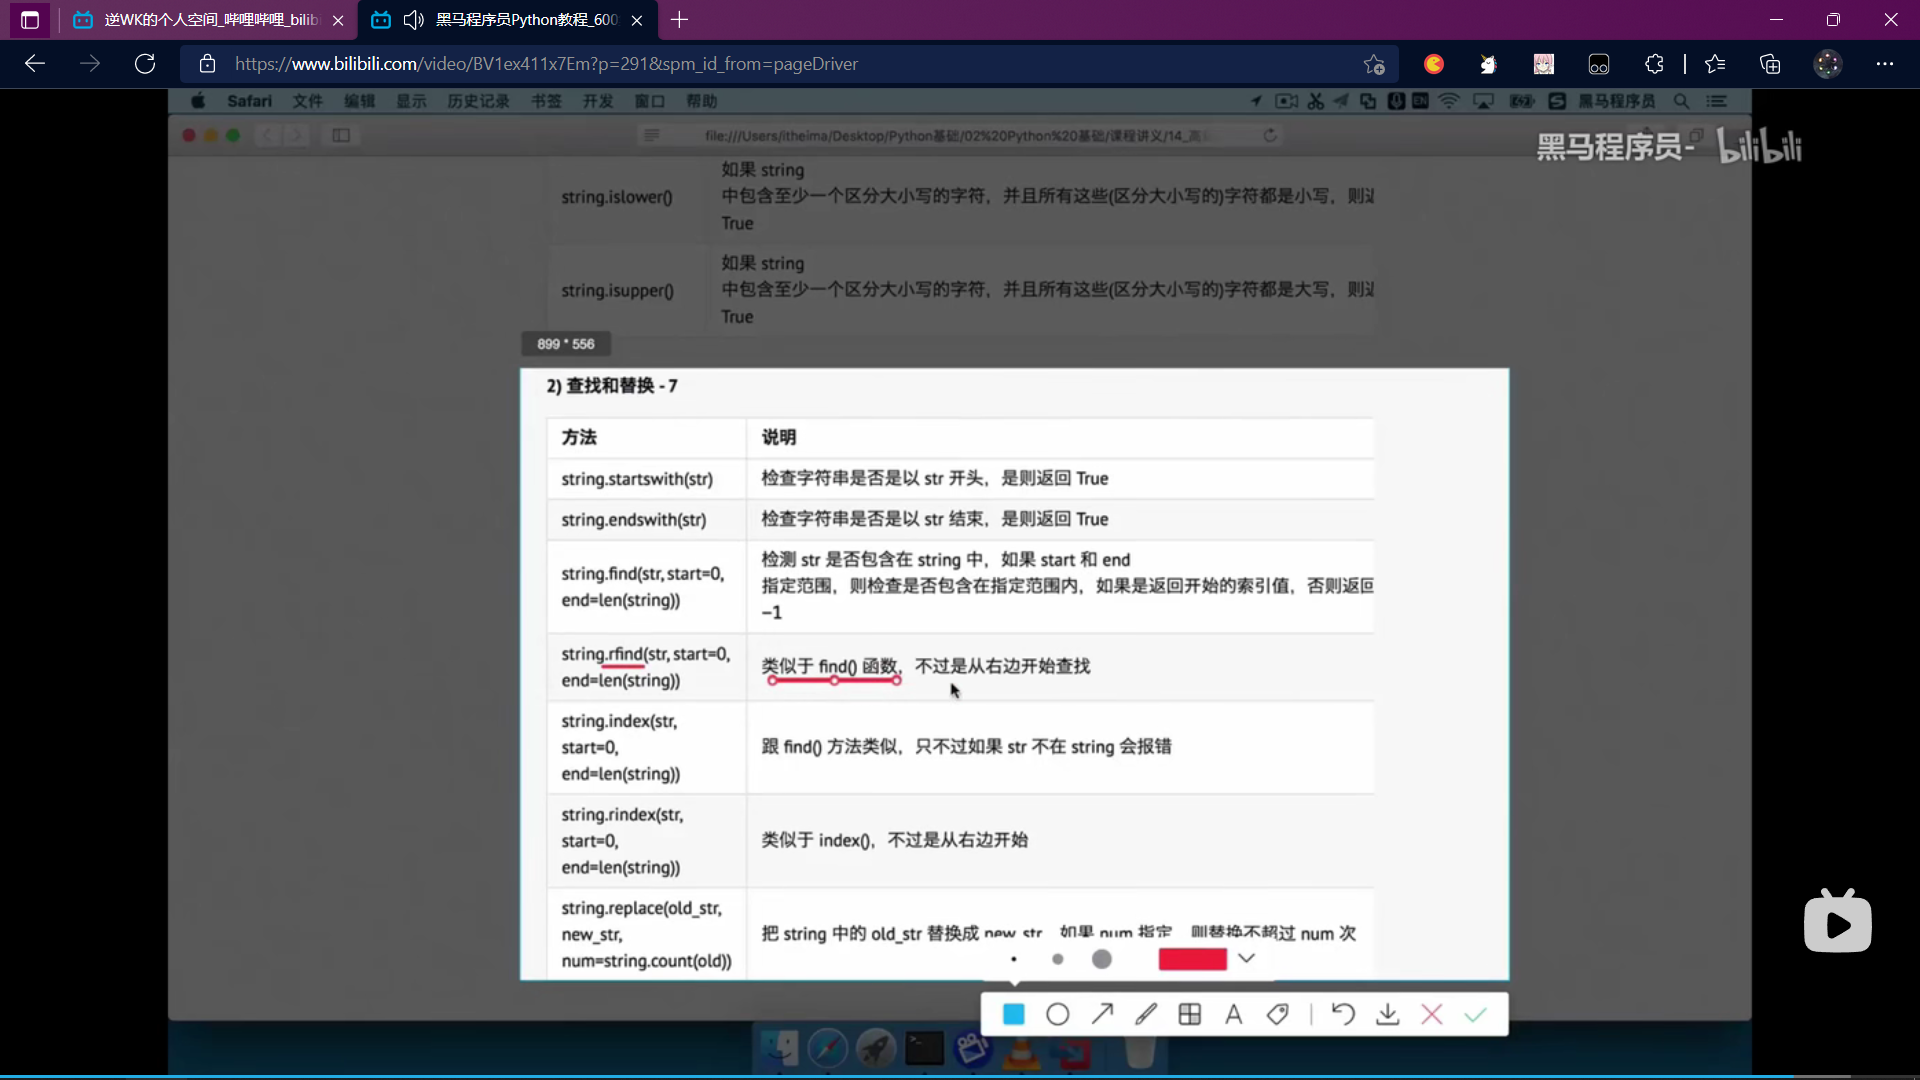 逆WK的个人空间_哔哩哔哩_bilib
黑马程序员Python教程_600
https://www.bilibili.com/video/BV1ex411x7Em?p=291&spm_id_from=pageDriver
Safari 文件 编辑 显示 历史记录 书签 开发 窗口 帮助
黑马程序员
file:///Users/itheima/Desktop/Python基础/02%20Python%20基础/课程讲义/14_高
黑马程序员- bilibili
如果 string
string.islower()
中包含至少一个区分大小写的字符，并且所有这些(区分大小写的)字符都是小写，则返
True
如果 string
string.isupper()
中包含至少一个区分大小写的字符，并且所有这些(区分大小写的)字符都是大写，则返
True
899 * 556
2) 查找和替换 - 7
方法 说明
string.startswith(str) 检查字符串是否是以 str 开头，是则返回 True
string.endswith(str) 检查字符串是否是以 str 结束，是则返回 True
string.find(str, start=0,
end=len(string))
检测 str 是否包含在 string 中，如果 start 和 end
指定范围，则检查是否包含在指定范围内，如果是返回开始的索引值，否则返回
-1
string.rfind(str, start=0,
end=len(string))
类似于 find() 函数，不过是从右边开始查找
string.index(str,
start=0,
end=len(string))
跟 find() 方法类似，只不过如果 str 不在 string 会报错
string.rindex(str,
start=0,
end=len(string))
类似于 index()，不过是从右边开始
string.replace(old_str,
new_str,
num=string.count(old))
把 string 中的 old_str 替换成 new_str，如果 num 指定，则替换不超过 num 次
A